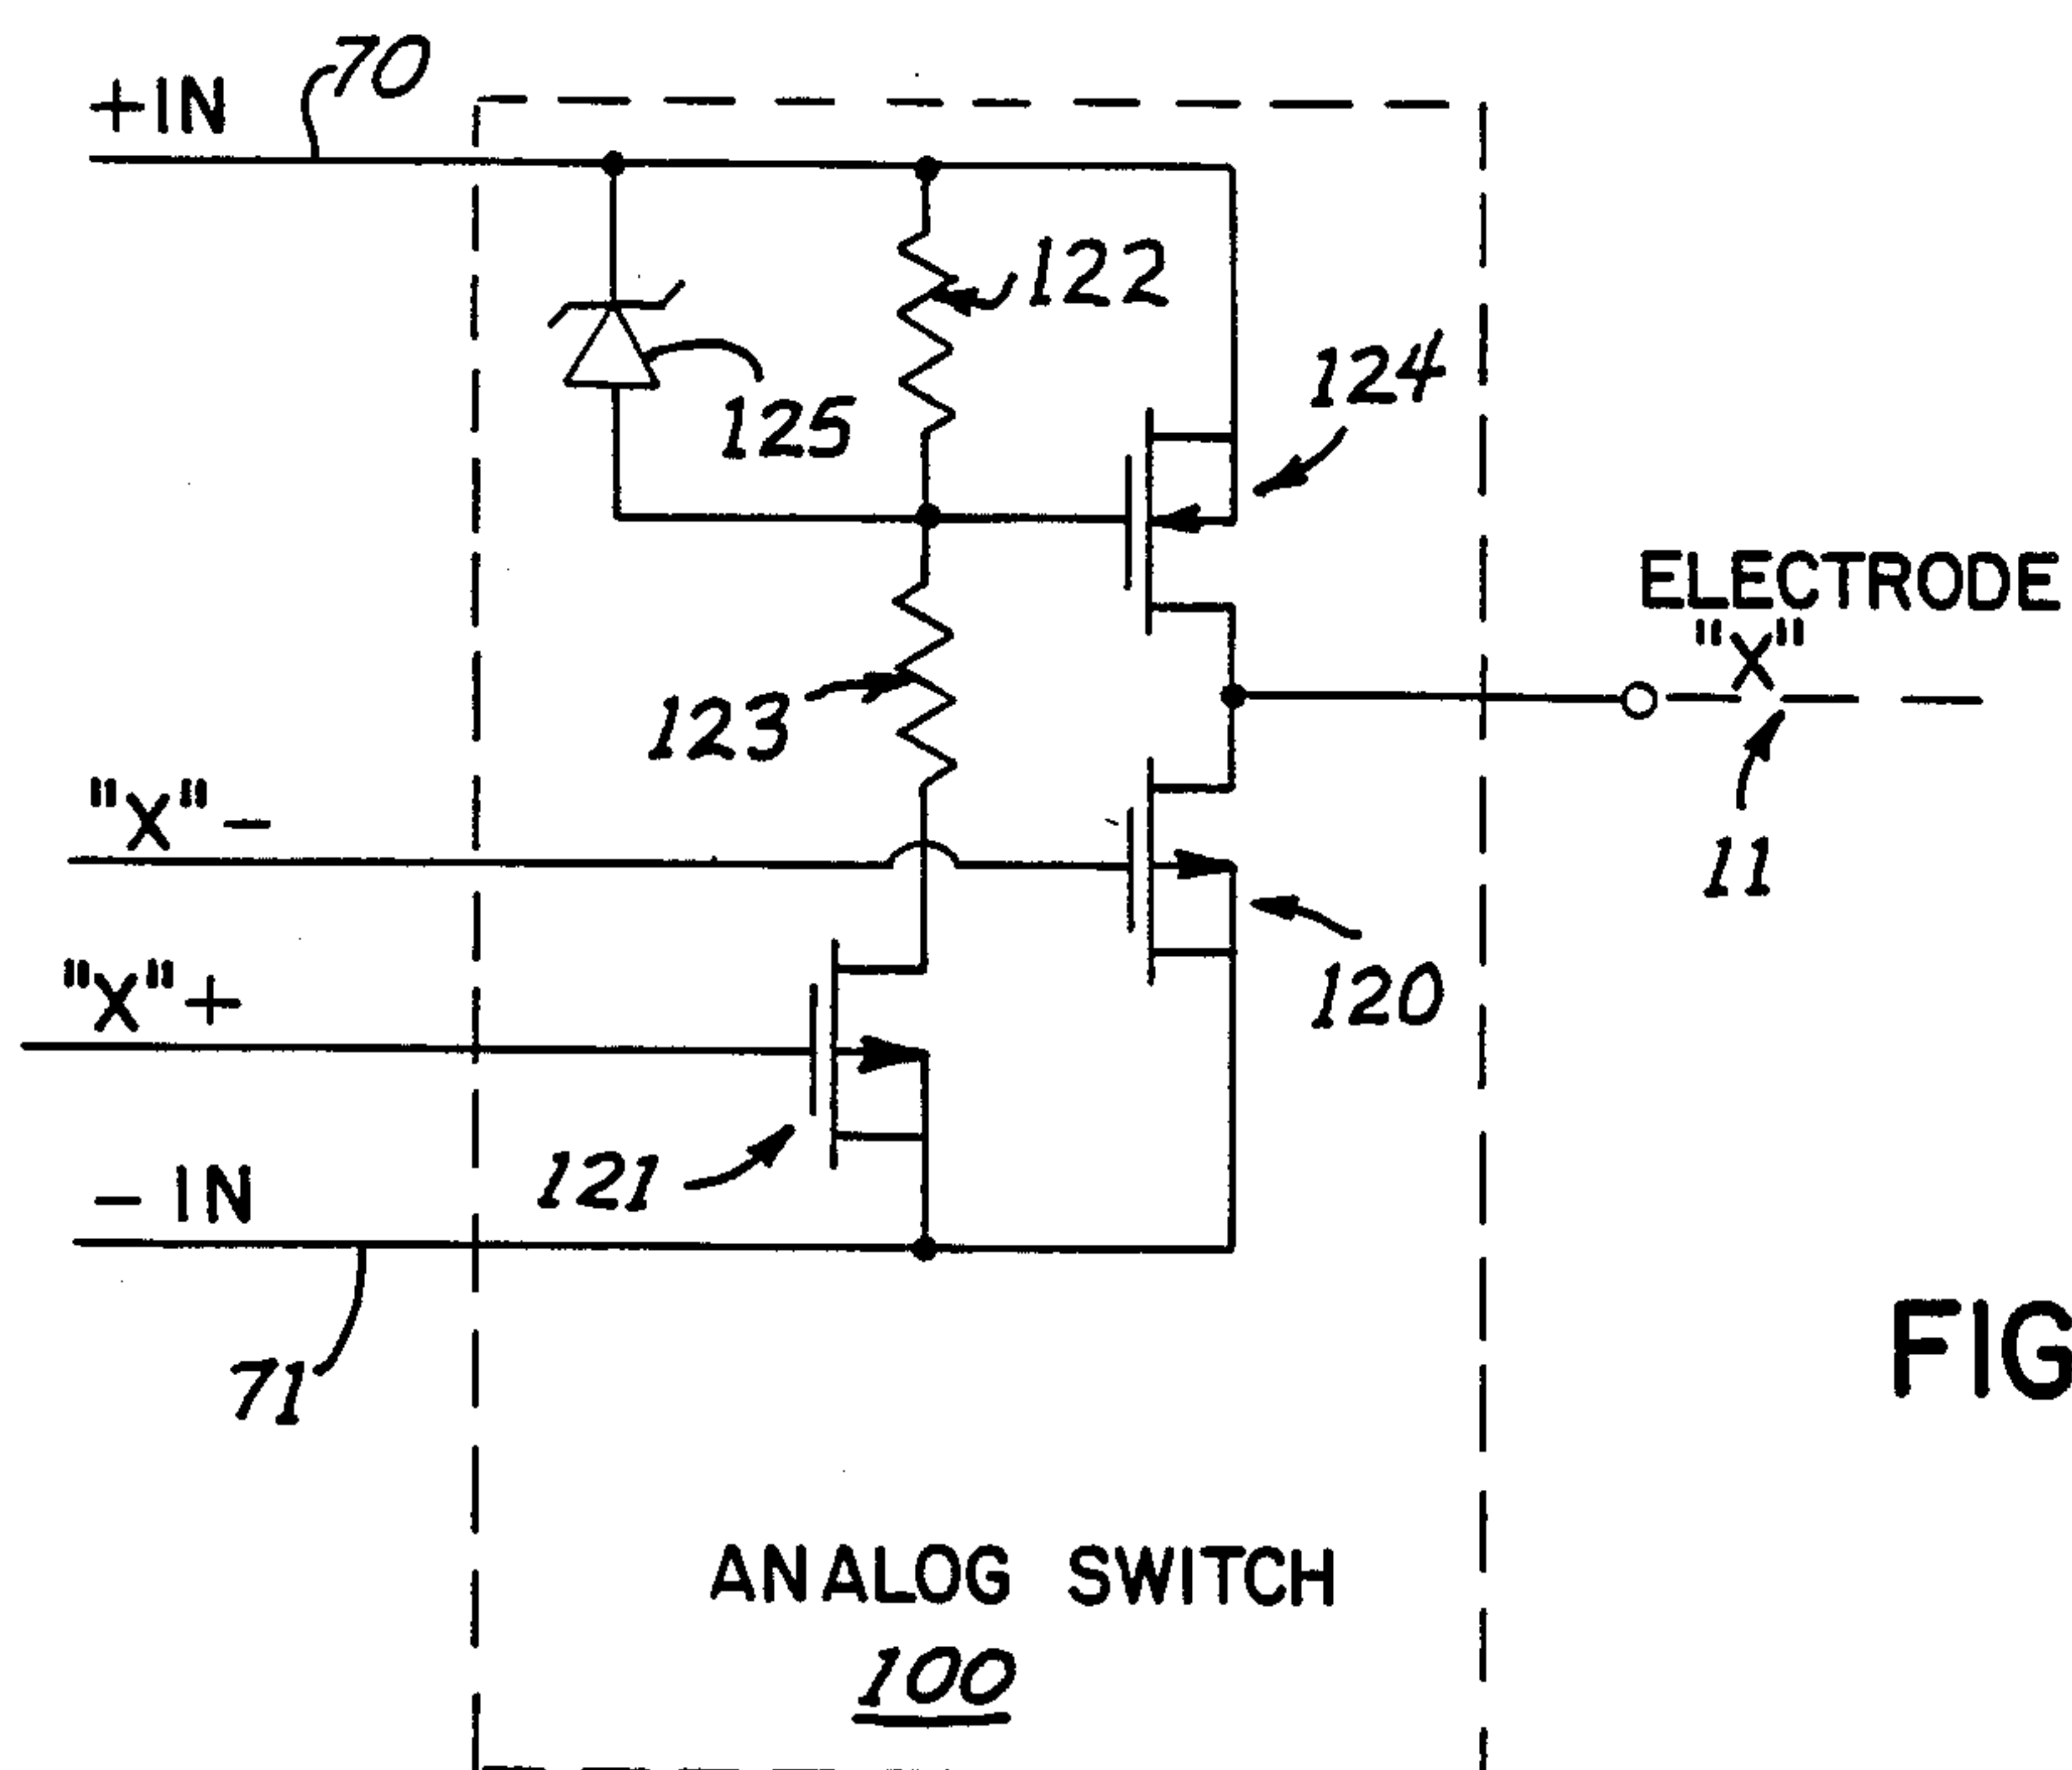 70
+IN
122
124
125
ELECTRODE
"X"
123
"X"-
11
"X"+
120
121
-IN
71
FIG
ANALOG SWITCH
100